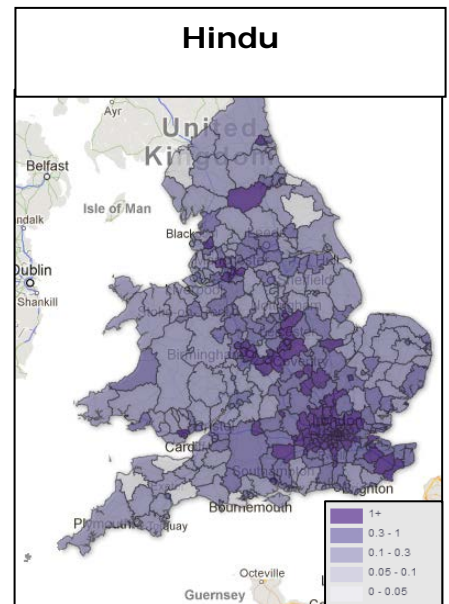 Hindu
Ayr
United
Kingdom
Belfast
Isle of Man
ndalk
Black
Dublin
Shankill
Birmingham
London
Cardi
Southampton
Brighton
Bournemouth
Plymouth
Torquay
1+
0.3 - 1
0.1 - 0.3
0.05 - 0.1
0 - 0.05
Octeville
Guernsey